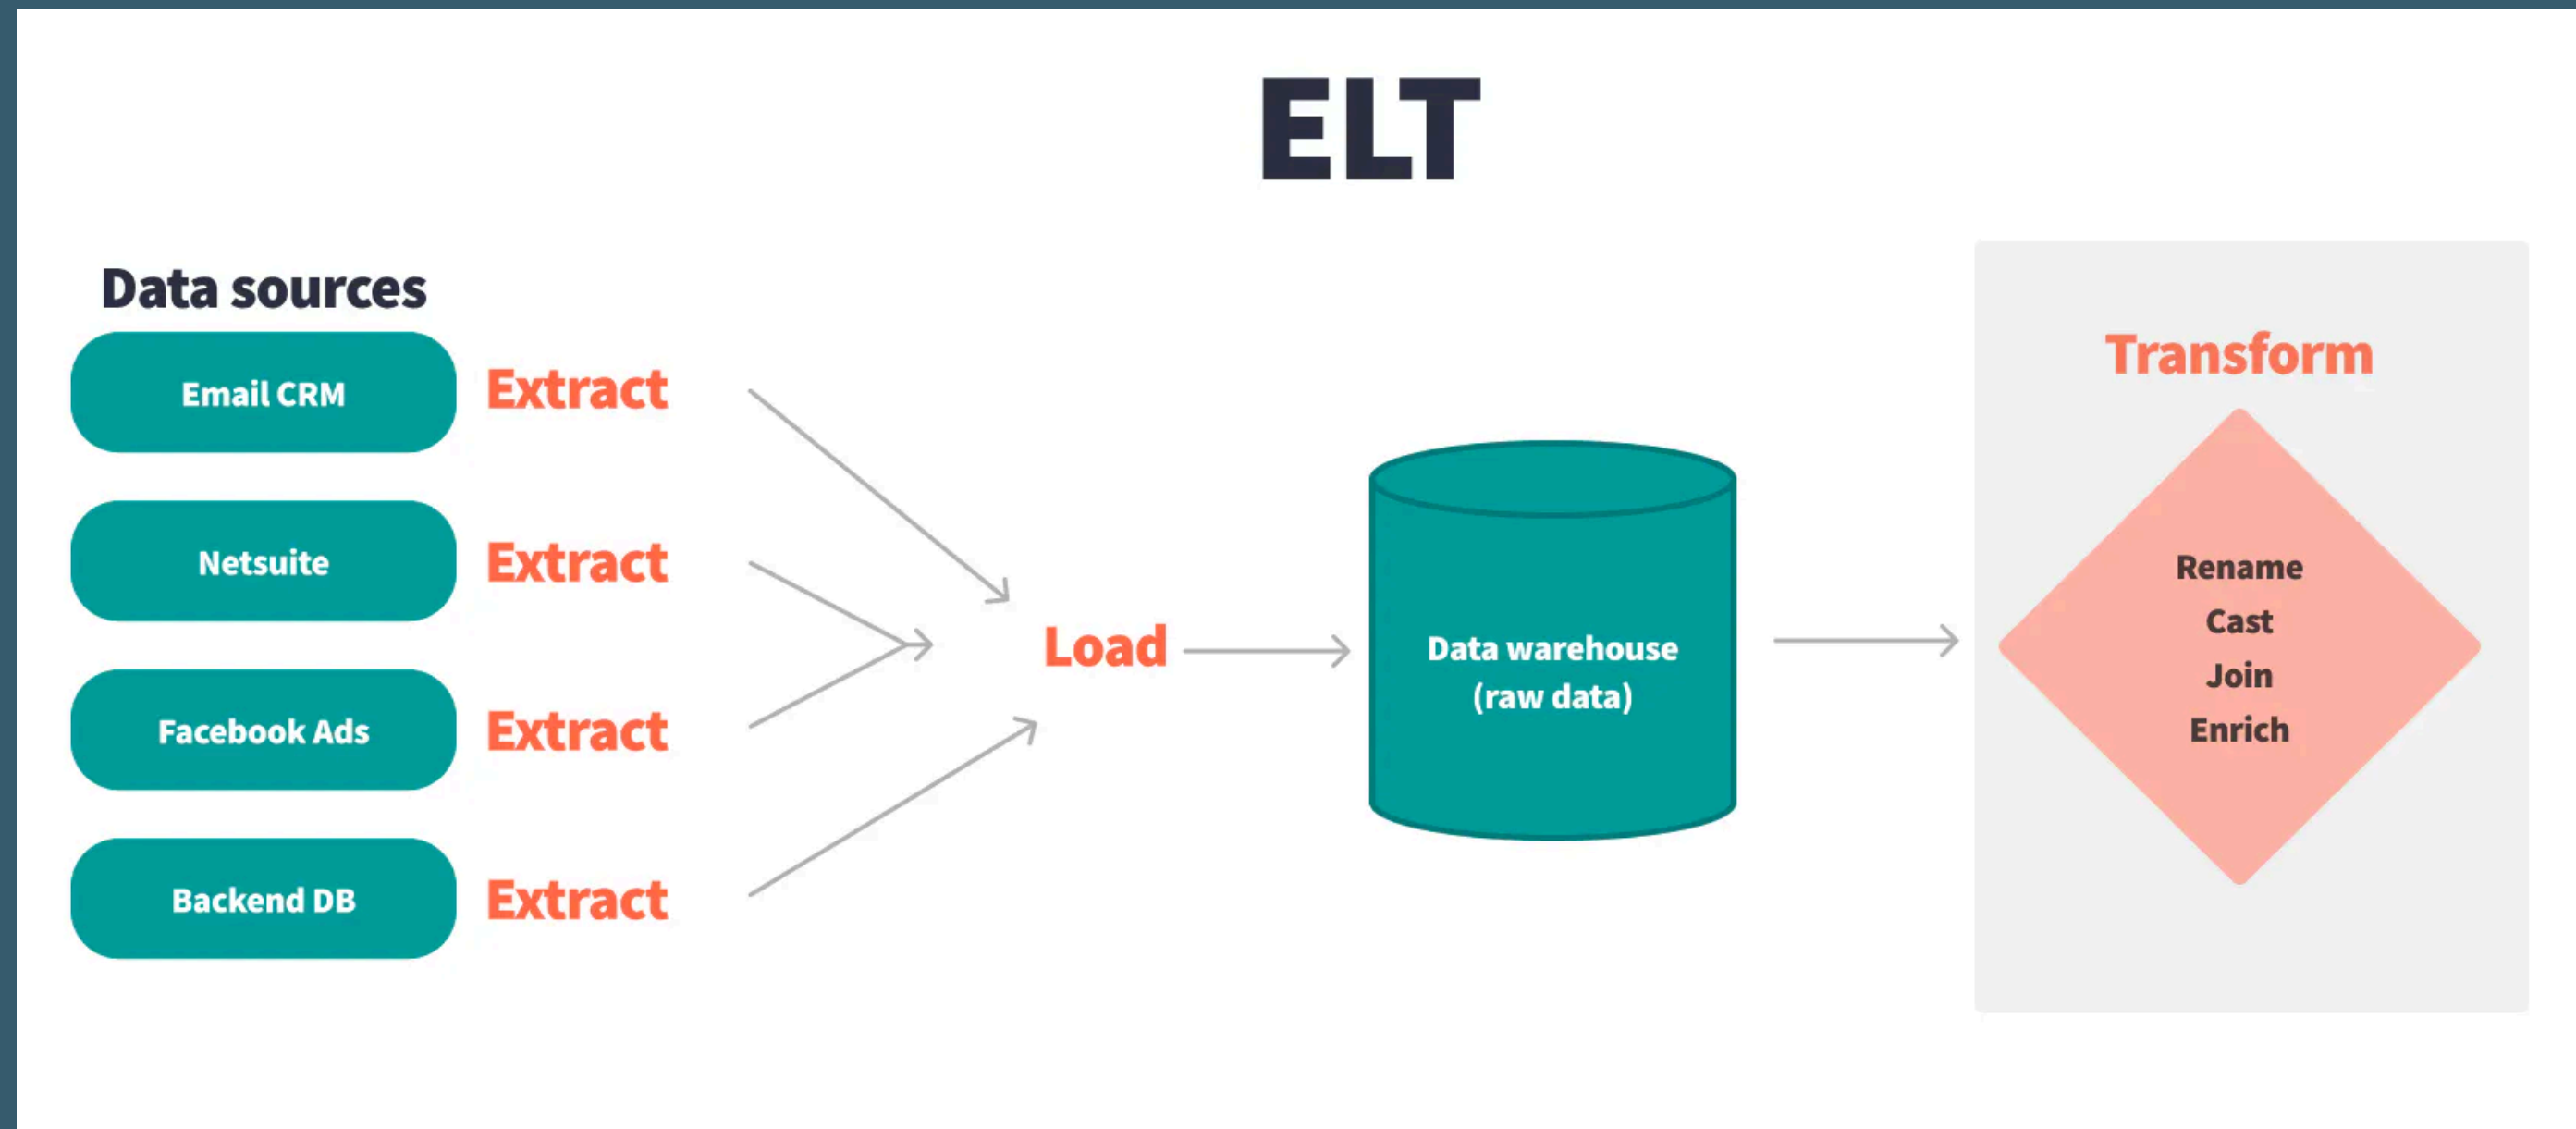 ELT
Data sources
Email CRM
Extract
Netsuite
Extract
Facebook Ads
Extract
Backend DB
Extract
Load
Data warehouse
(raw data)
Transform
Rename
Cast
Join
Enrich